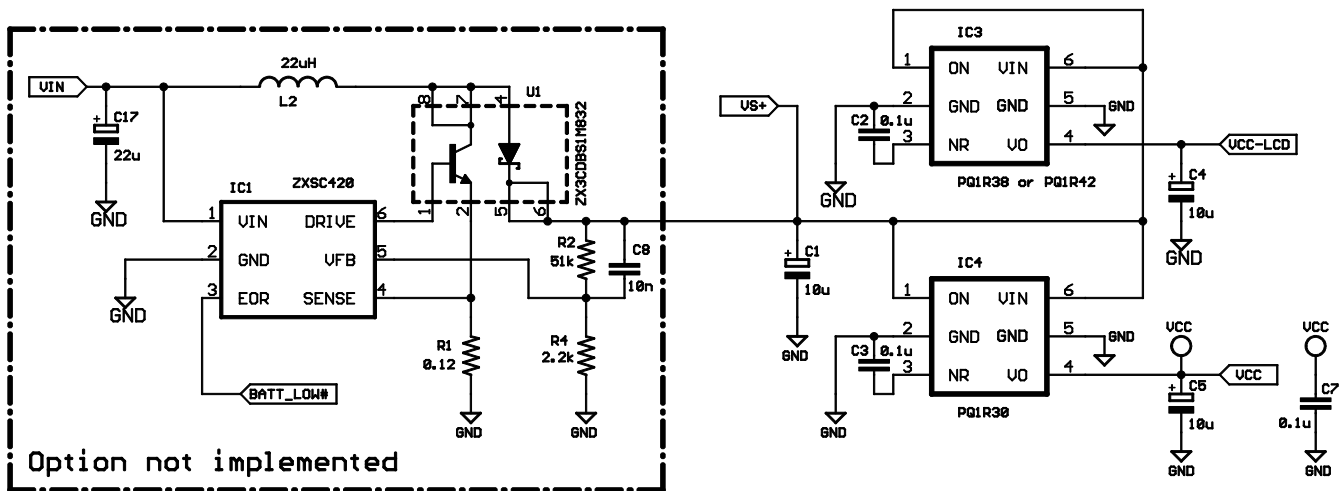 22uH
L2
VIN
C17
22u
+
GND
IC1
ZXSC420
1 VIN DRIVE 6
2 GND VFB 5
3 EOR SENSE 4
GND
BATT_LOW#
8 7 4
U1
ZX3CDBS1M832
1 2 5 6
R1
0.12
GND
R2
51k
C8
10n
R4
2.2k
GND
Option not implemented
VS+
+
C1
10u
GND
IC3
1 ON VIN 6
2 GND GND 5
3 NR VO 4
PQ1R38 or PQ1R42
C2 0.1u
GND
GND
VCC-LCD
+
C4
10u
GND
IC4
1 ON VIN 6
2 GND GND 5
3 NR VO 4
PQ1R30
C3 0.1u
GND
GND
VCC
VCC
+
C5
10u
GND
VCC
C7
0.1u
GND